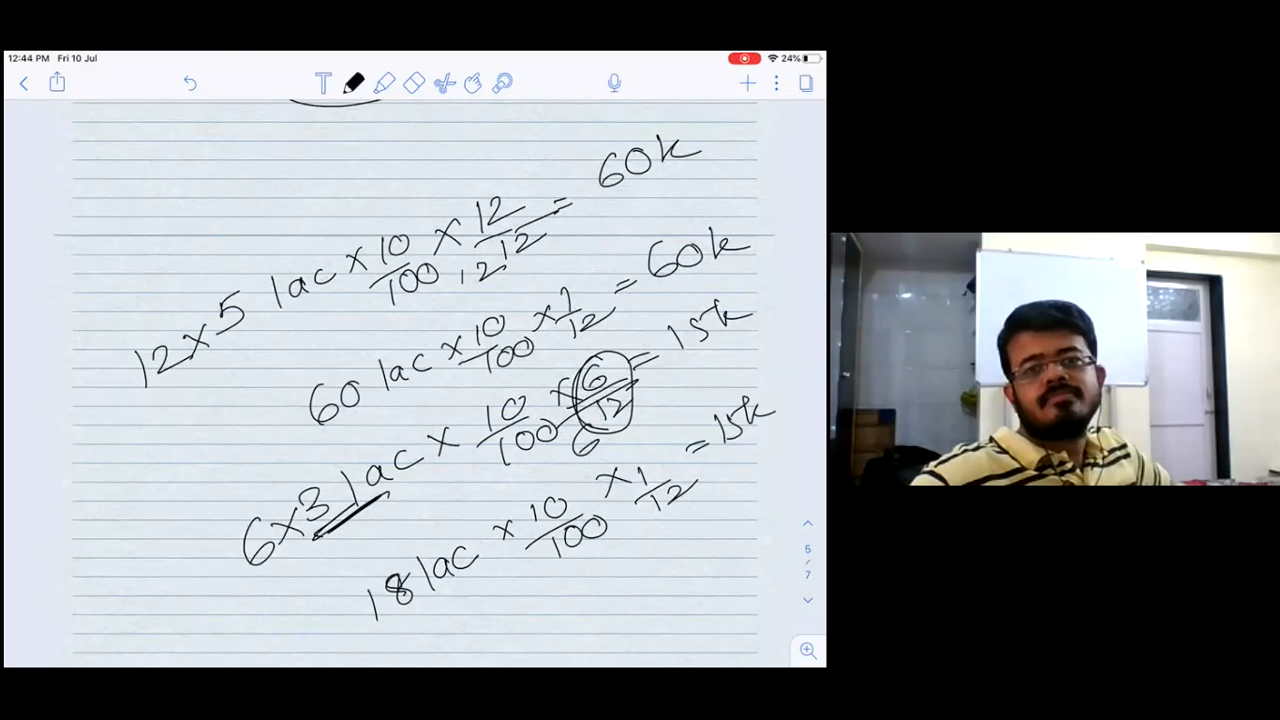 12:44 PM Fri 10 Jul
24%
T
12 × 5 lac × 10/100 × 12/12 = 60k
12
60 lac × 10/100 × 1/12 = 60k
6 × 3 lac × 10/100 × 6/12 = 15k
6
18 lac × 10/100 × 1/12 = 15k
5
/
7